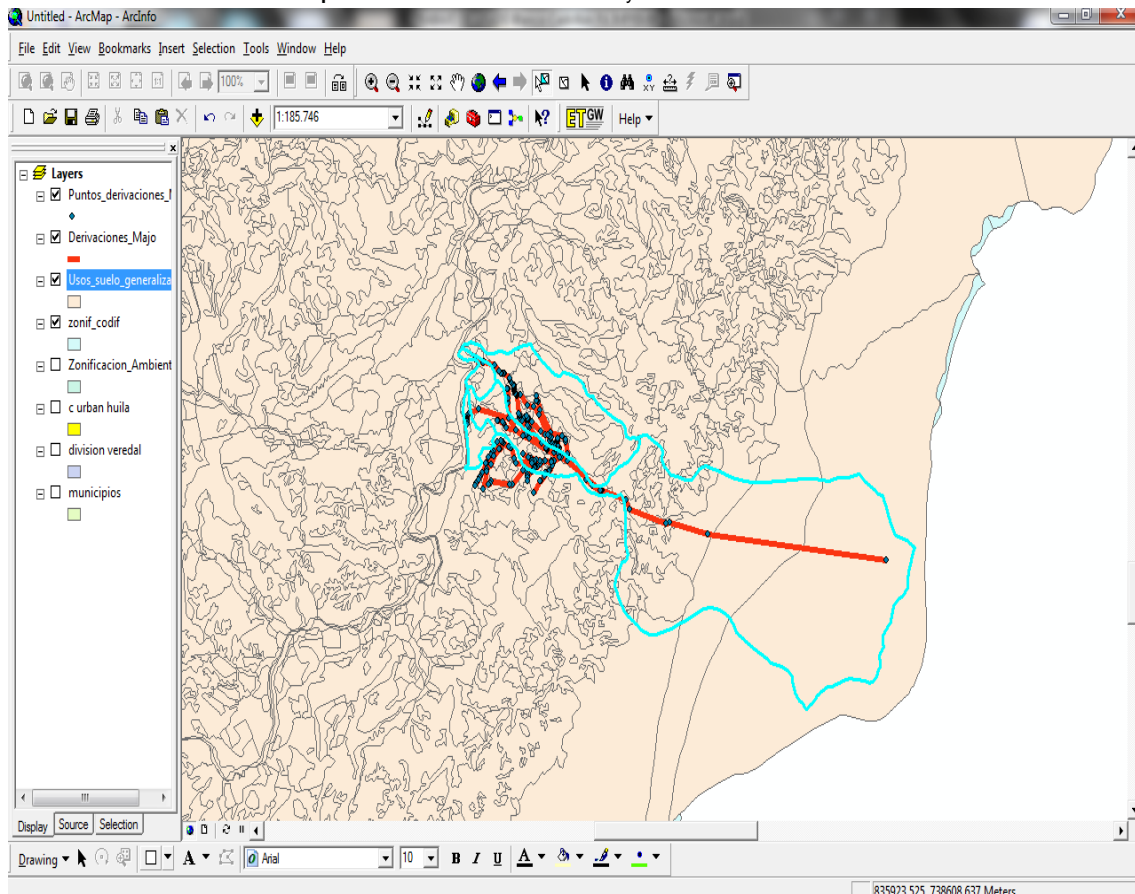 Untitled - ArcMap - ArcInfo
File Edit View Bookmarks Insert Selection Tools Window Help
100%
1:185.746
ET GW Help
Layers
Puntos_derivaciones_
Derivaciones_Majo
Usos_suelo_generaliza
zonif_codif
Zonificacion_Ambient
c urban huila
division veredal
municipios
Display Source Selection
Drawing A Arial 10 B I U A
835923,525 738608,637 Meters